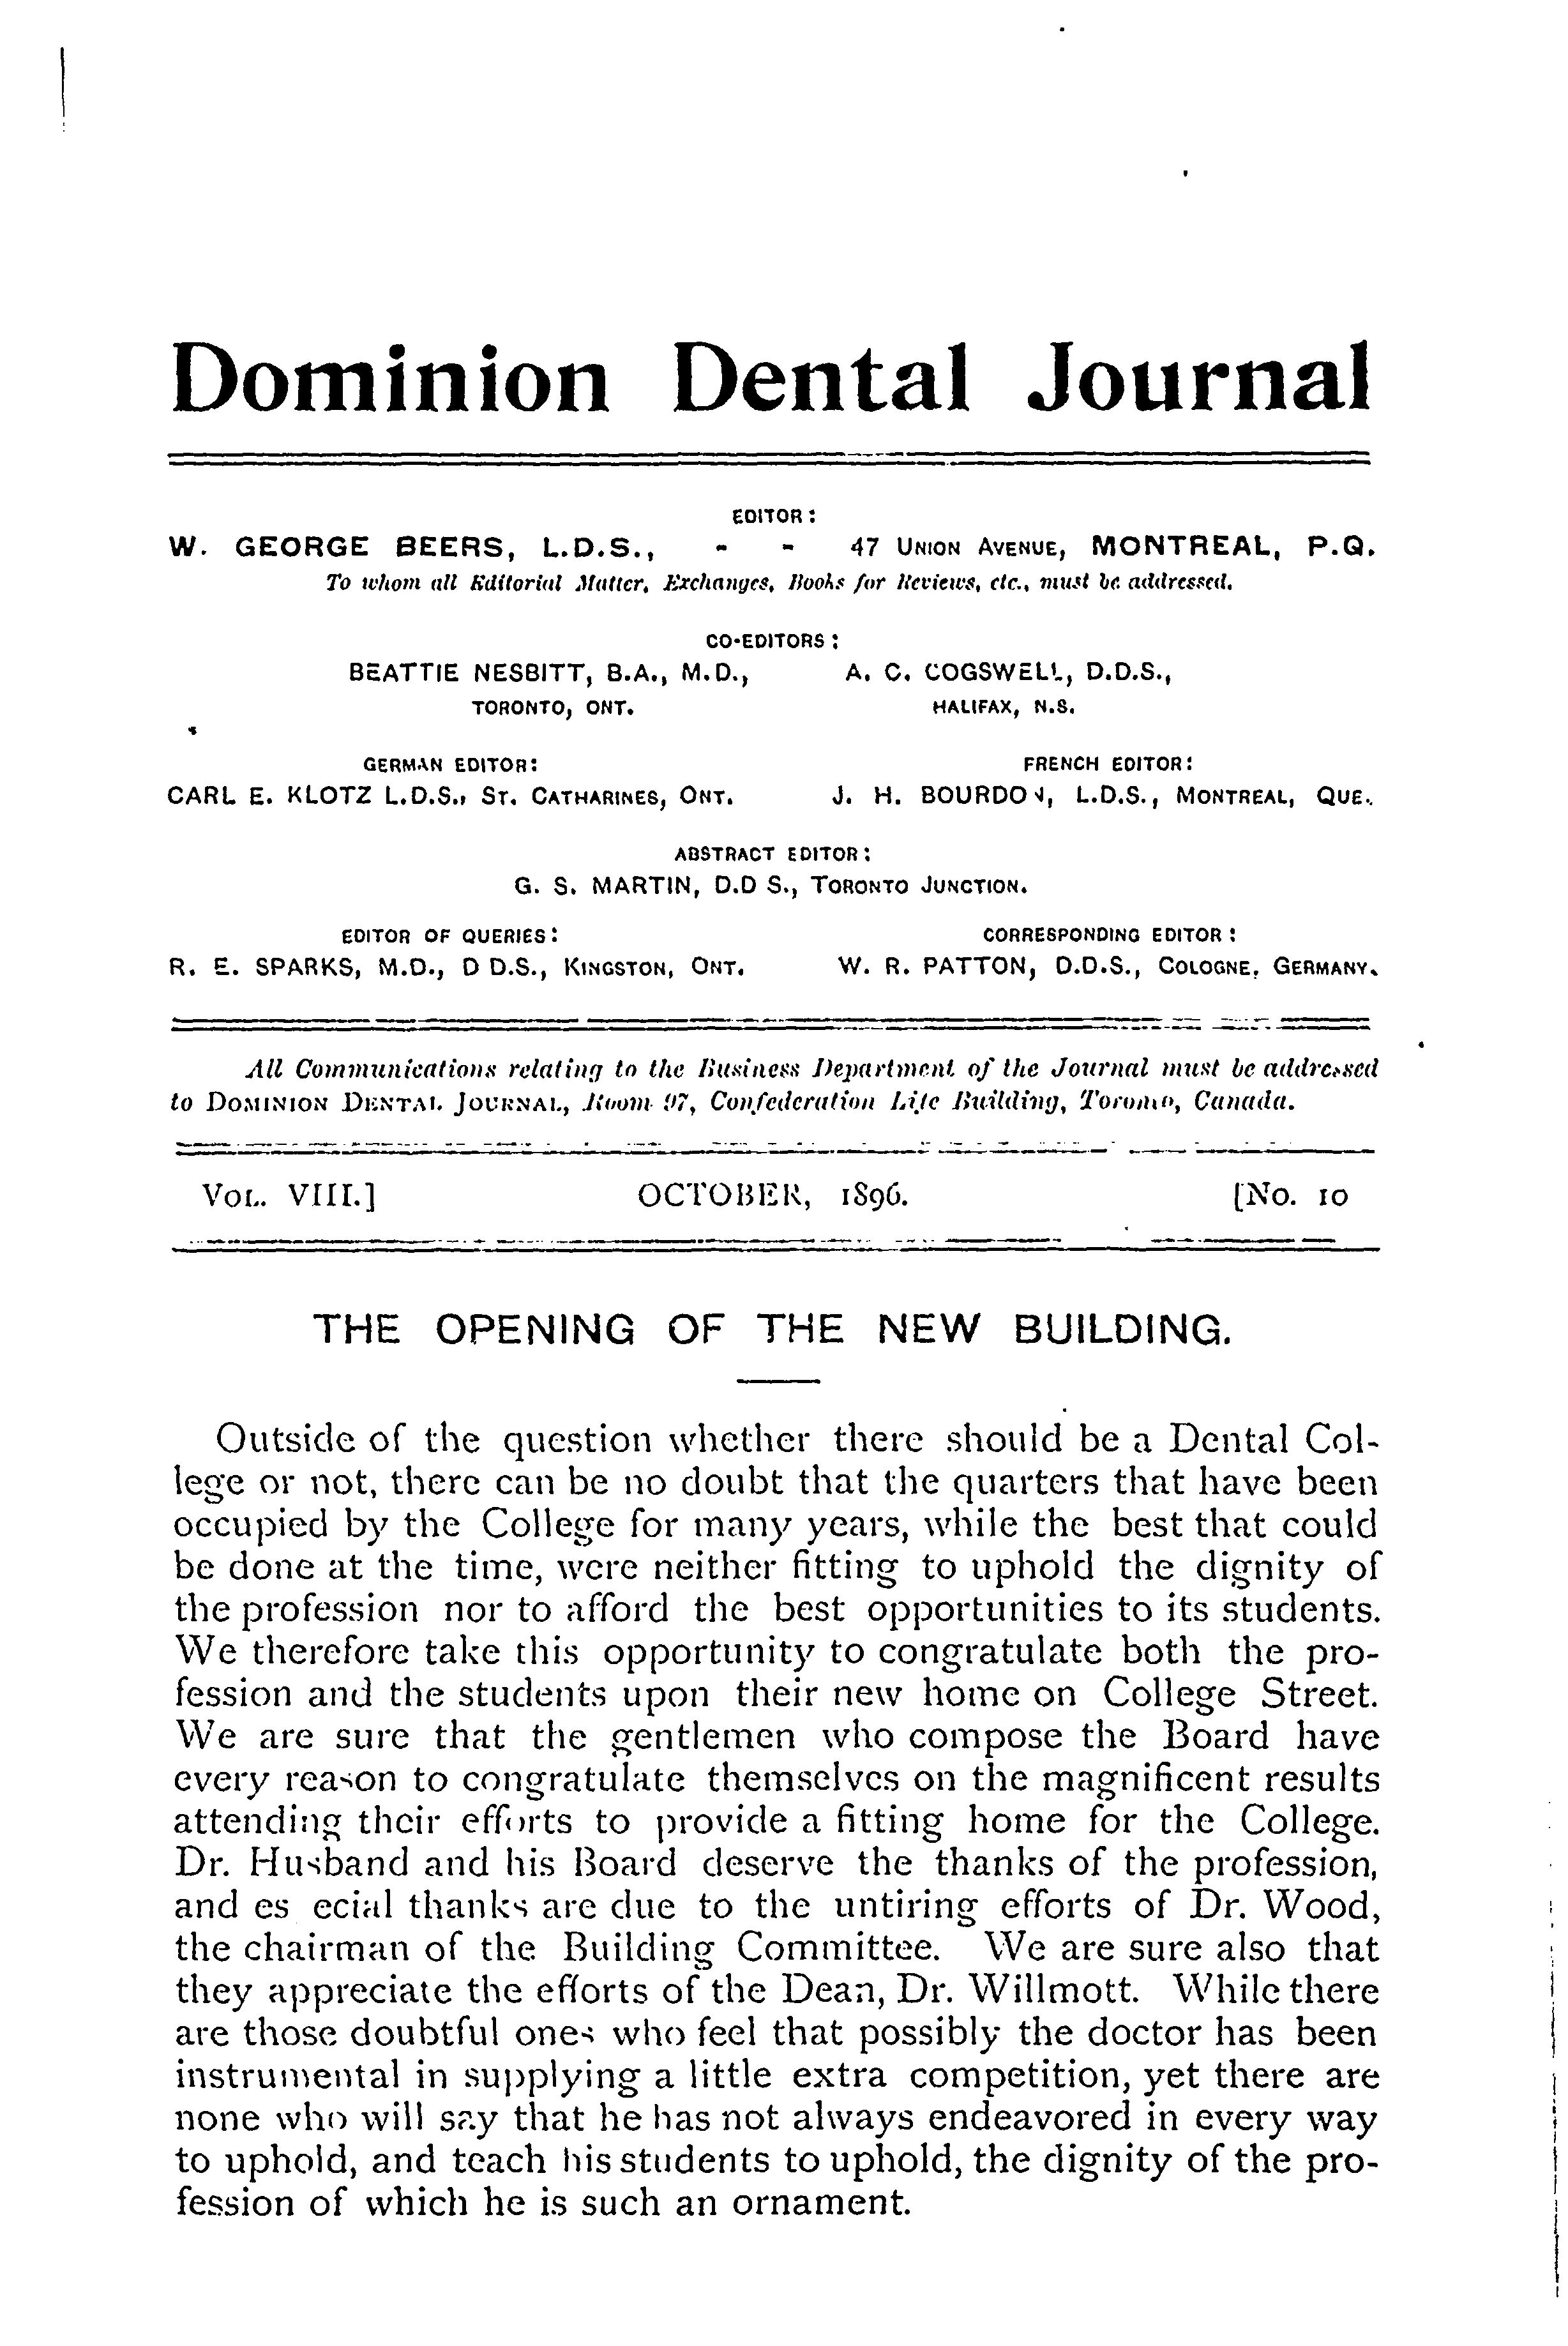 Dominion Dental Journal
EDITOR:
W. GEORGE BEERS, L.D.S., - - 47 UNION AVENUE, MONTREAL, P.Q.
To whom all Editorial Matter, Exchanges, Books for Reviews, etc., must be addressed.
CO-EDITORS:
BEATTIE NESBITT, B.A., M.D., A. C. COGSWELL, D.D.S.,
TORONTO, ONT. HALIFAX, N.S.
GERMAN EDITOR: FRENCH EDITOR:
CARL E. KLOTZ L.D.S., ST. CATHARINES, ONT. J. H. BOURDON, L.D.S., MONTREAL, QUE.
ABSTRACT EDITOR:
G. S. MARTIN, D.D S., TORONTO JUNCTION.
EDITOR OF QUERIES: CORRESPONDING EDITOR:
R. E. SPARKS, M.D., D D.S., KINGSTON, ONT. W. R. PATTON, D.D.S., COLOGNE, GERMANY.
All Communications relating to the Business Department of the Journal must be addressed
to DOMINION DENTAL JOURNAL, Room 97, Confederation Life Building, Toronto, Canada.
VOL. VIII.] OCTOBER, 1896. [No. 10
THE OPENING OF THE NEW BUILDING.
Outside of the question whether there should be a Dental Col-
lege or not, there can be no doubt that the quarters that have been
occupied by the College for many years, while the best that could
be done at the time, were neither fitting to uphold the dignity of
the profession nor to afford the best opportunities to its students.
We therefore take this opportunity to congratulate both the pro-
fession and the students upon their new home on College Street.
We are sure that the gentlemen who compose the Board have
every reason to congratulate themselves on the magnificent results
attending their efforts to provide a fitting home for the College.
Dr. Husband and his Board deserve the thanks of the profession,
and es ecial thanks are due to the untiring efforts of Dr. Wood,
the chairman of the Building Committee. We are sure also that
they appreciate the efforts of the Dean, Dr. Willmott. While there
are those doubtful ones who feel that possibly the doctor has been
instrumental in supplying a little extra competition, yet there are
none who will say that he has not always endeavored in every way
to uphold, and teach his students to uphold, the dignity of the pro-
fession of which he is such an ornament.